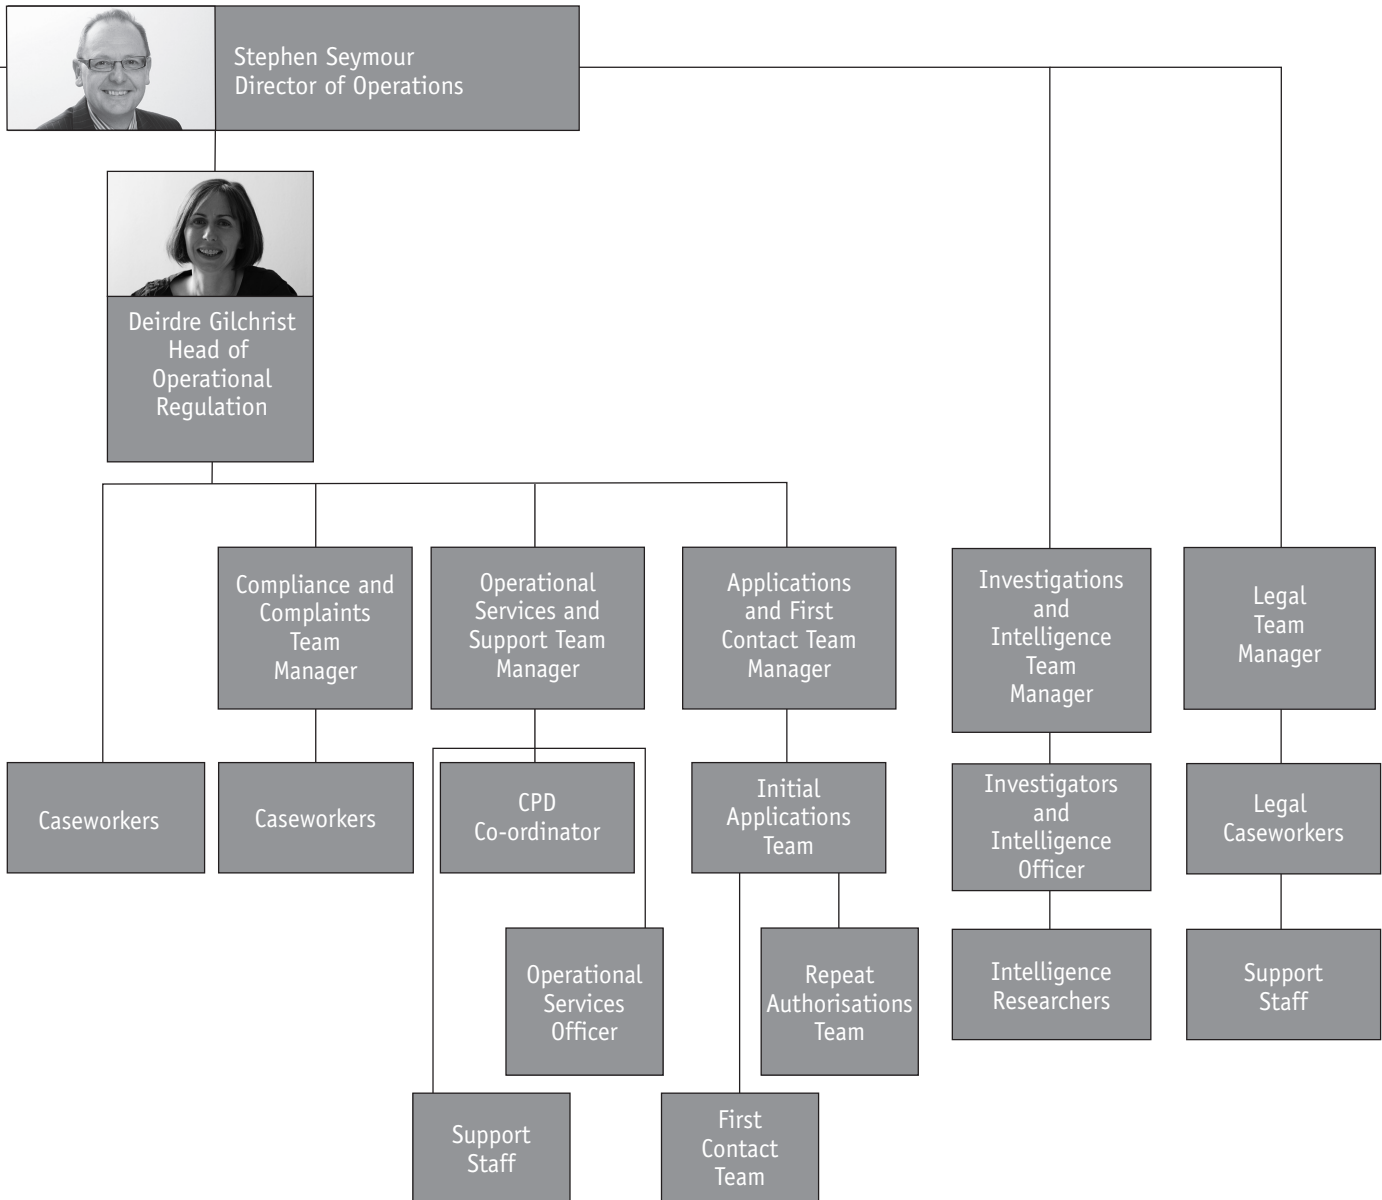 Stephen Seymour
Director of Operations
Deirdre Gilchrist
Head of
Operational
Regulation
Compliance and
Complaints
Team
Manager
Operational
Services and
Support Team
Manager
Applications
and First
Contact Team
Manager
Investigations
and
Intelligence
Team
Manager
Legal
Team
Manager
Caseworkers
Caseworkers
CPD
Co-ordinator
Initial
Applications
Team
Investigators
and
Intelligence
Officer
Legal
Caseworkers
Operational
Services
Officer
Repeat
Authorisations
Team
Intelligence
Researchers
Support
Staff
Support
Staff
First
Contact
Team